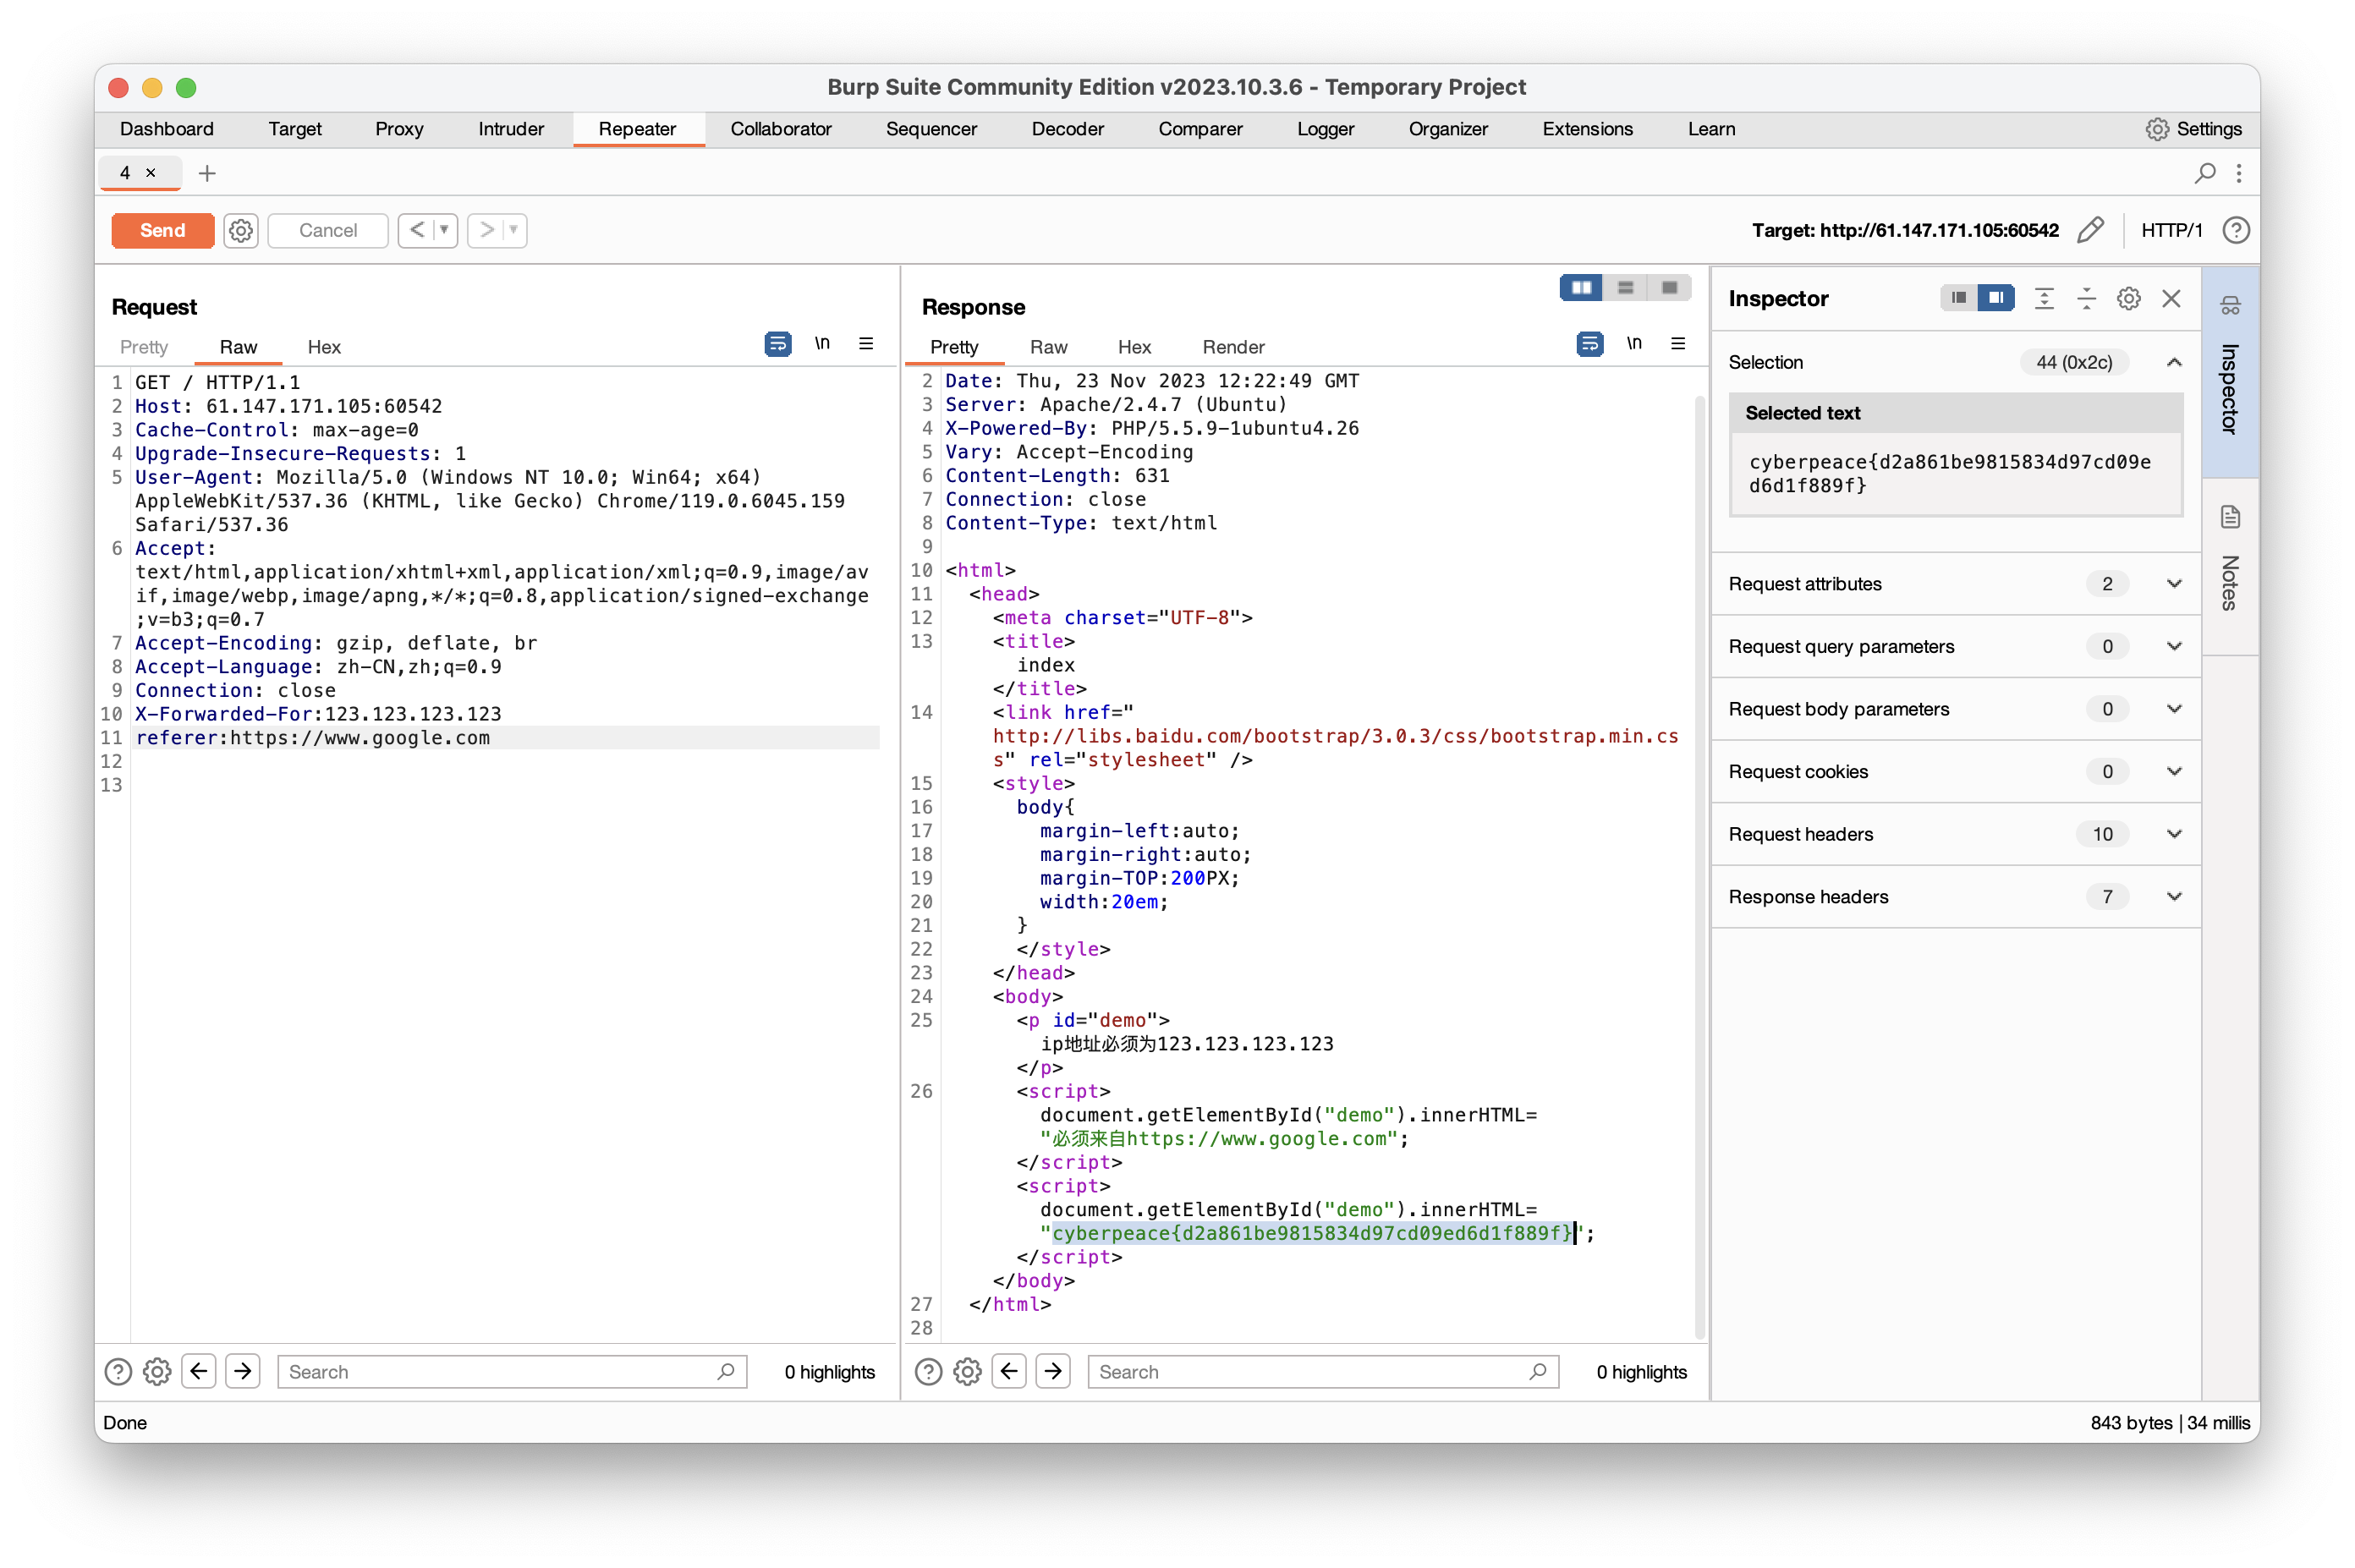 Burp Suite Community Edition v2023.10.3.6 - Temporary Project
Dashboard Target Proxy Intruder Repeater Collaborator Sequencer Decoder Comparer Logger Organizer Extensions Learn Settings
4 × +
Send Cancel < > Target: http://61.147.171.105:60542 HTTP/1 ?
Request
Pretty Raw Hex \n
1 GET / HTTP/1.1
2 Host: 61.147.171.105:60542
3 Cache-Control: max-age=0
4 Upgrade-Insecure-Requests: 1
5 User-Agent: Mozilla/5.0 (Windows NT 10.0; Win64; x64)
AppleWebKit/537.36 (KHTML, like Gecko) Chrome/119.0.6045.159
Safari/537.36
6 Accept:
text/html,application/xhtml+xml,application/xml;q=0.9,image/av
if,image/webp,image/apng,*/*;q=0.8,application/signed-exchange
;v=b3;q=0.7
7 Accept-Encoding: gzip, deflate, br
8 Accept-Language: zh-CN,zh;q=0.9
9 Connection: close
10 X-Forwarded-For:123.123.123.123
11 referer:https://www.google.com
12
13
Search 0 highlights
Response
Pretty Raw Hex Render \n
2 Date: Thu, 23 Nov 2023 12:22:49 GMT
3 Server: Apache/2.4.7 (Ubuntu)
4 X-Powered-By: PHP/5.5.9-1ubuntu4.26
5 Vary: Accept-Encoding
6 Content-Length: 631
7 Connection: close
8 Content-Type: text/html
9
10 <html>
11 <head>
12 <meta charset="UTF-8">
13 <title>
index
</title>
14 <link href="
http://libs.baidu.com/bootstrap/3.0.3/css/bootstrap.min.cs
s" rel="stylesheet" />
15 <style>
16 body{
17 margin-left:auto;
18 margin-right:auto;
19 margin-TOP:200PX;
20 width:20em;
21 }
22 </style>
23 </head>
24 <body>
25 <p id="demo">
ip地址必须为123.123.123.123
</p>
26 <script>
document.getElementById("demo").innerHTML=
"必须来自https://www.google.com";
</script>
<script>
document.getElementById("demo").innerHTML=
"cyberpeace{d2a861be9815834d97cd09ed6d1f889f}";
</script>
</body>
27 </html>
28
Search 0 highlights
Inspector
Selection 44 (0x2c)
Selected text
cyberpeace{d2a861be9815834d97cd09e
d6d1f889f}
Request attributes 2
Request query parameters 0
Request body parameters 0
Request cookies 0
Request headers 10
Response headers 7
Inspector
Notes
Done 843 bytes | 34 millis